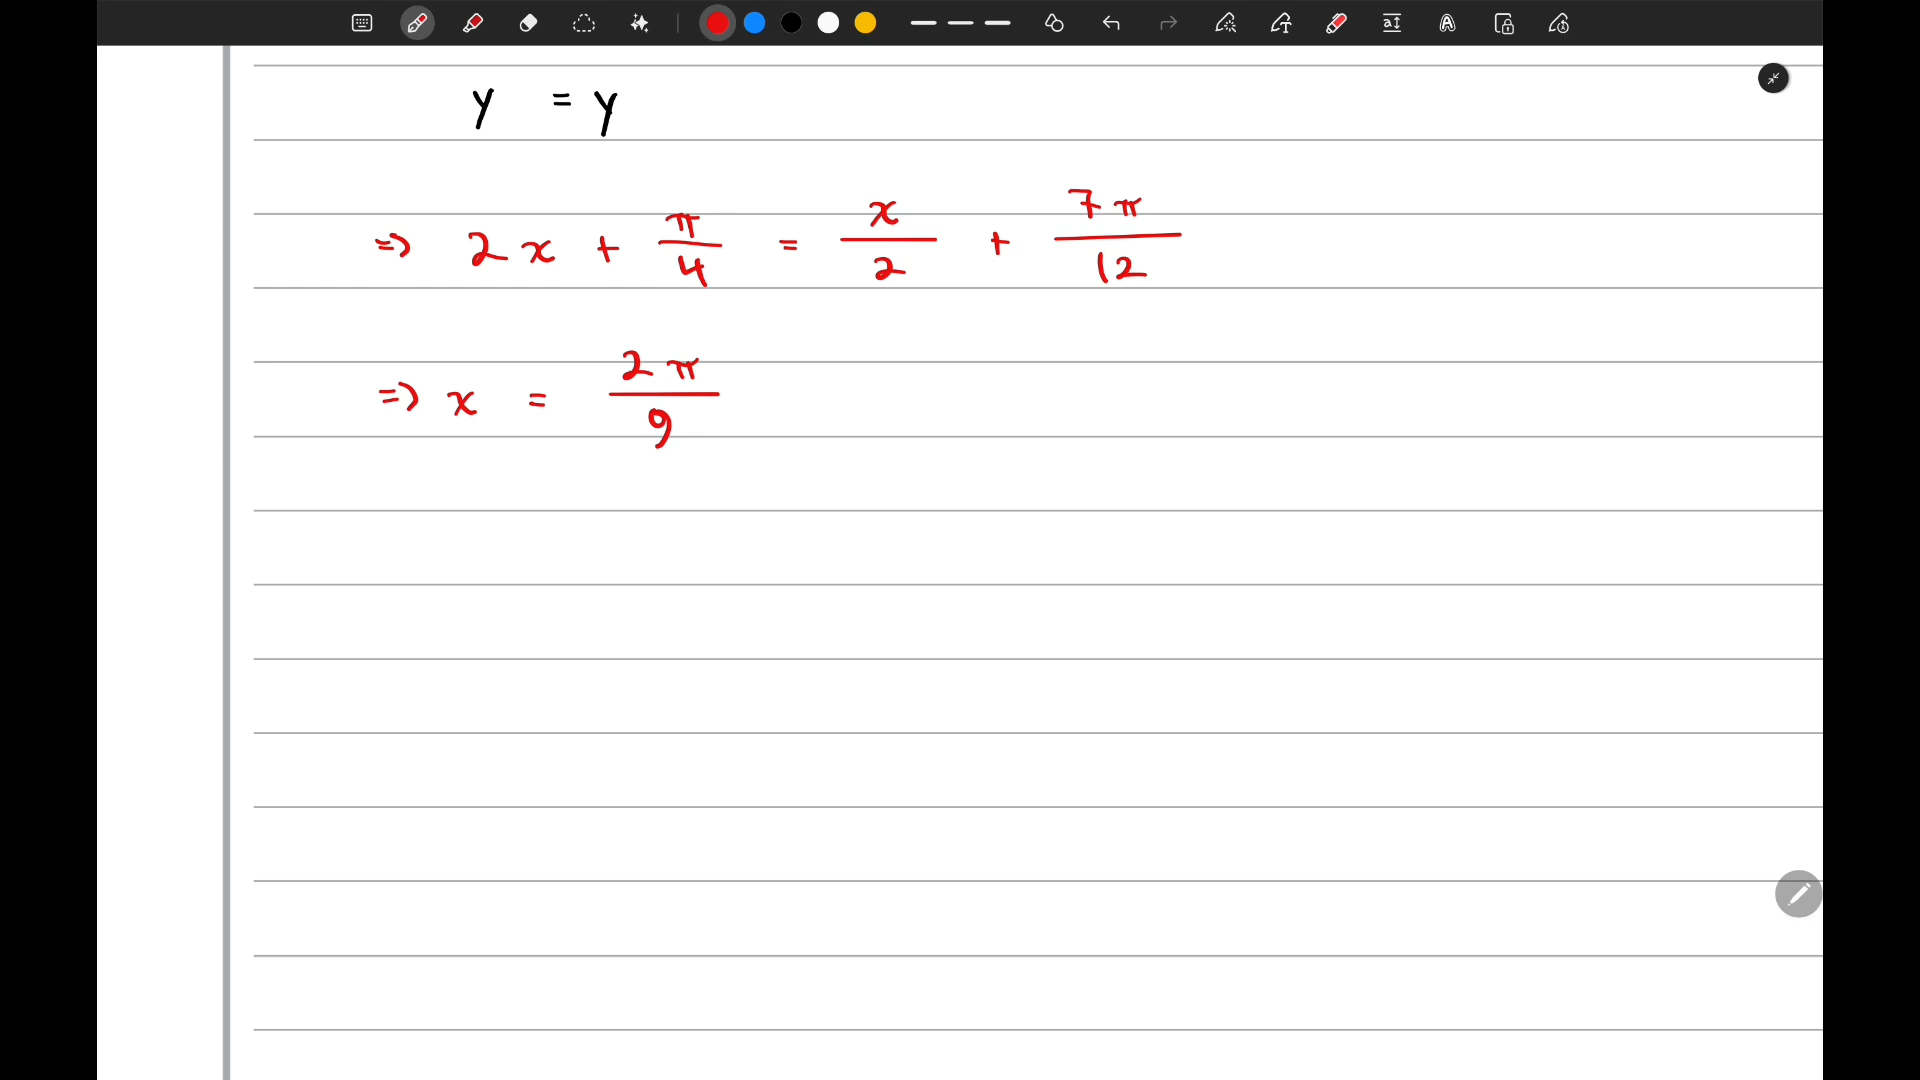 y = y
=> 2x + π/4 = x/2 + 7π/12
=> x = 2π/9